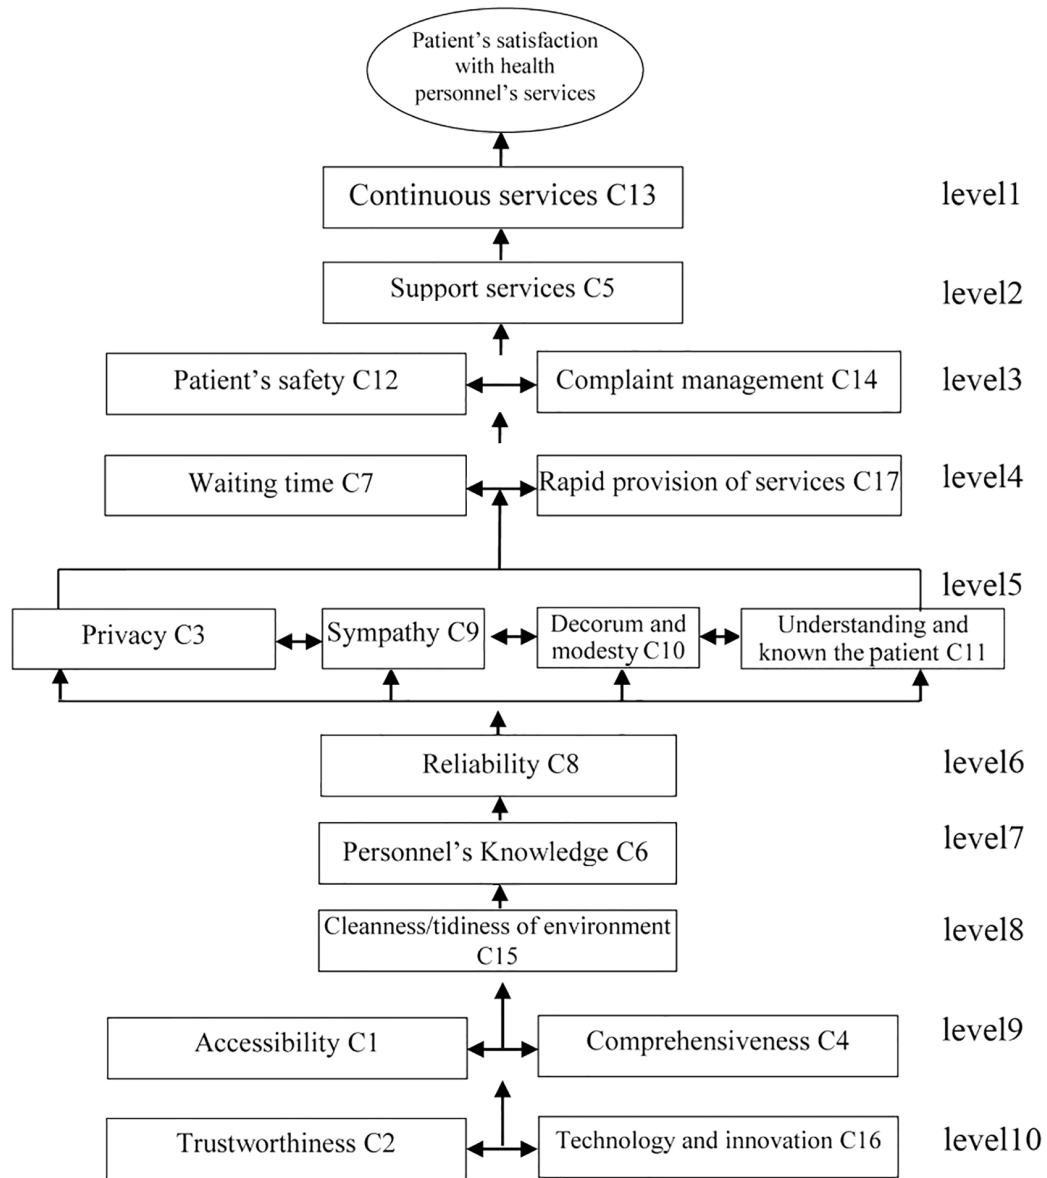 Patient's satisfaction
with health
personnel's services
Continuous services C13
level1
Support services C5
level2
Patient's safety C12
Complaint management C14
level3
Waiting time C7
Rapid provision of services C17
level4
level5
Privacy C3
Sympathy C9
Decorum and
modesty C10
Understanding and
known the patient C11
Reliability C8
level6
Personnel's Knowledge C6
level7
Cleanness/tidiness of environment
C15
level8
Accessibility C1
Comprehensiveness C4
level9
Trustworthiness C2
Technology and innovation C16
level10